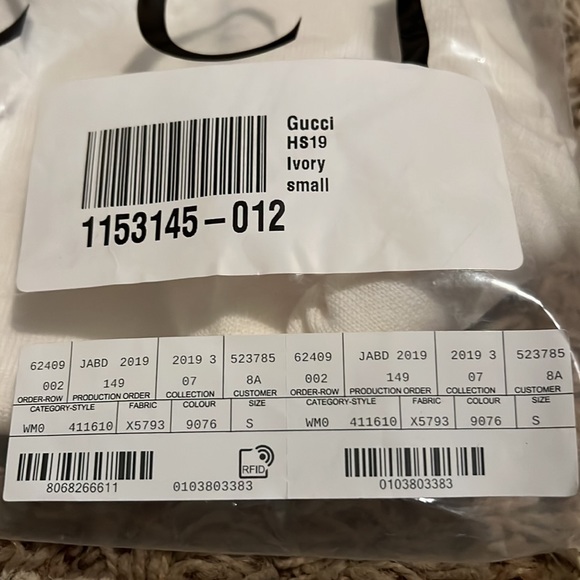 C C I
Gucci
HS19
Ivory
small
1153145-012
62409 JABD 2019 2019 3 523785 62409 JABD 2019 2019 3 523785
002 149 07 8A 002 149 07 8A
ORDER-ROW PRODUCTION ORDER COLLECTION CUSTOMER ORDER-ROW PRODUCTION ORDER COLLECTION CUSTOMER
CATEGORY-STYLE FABRIC COLOUR SIZE CATEGORY-STYLE FABRIC COLOUR SIZE
WM0 411610 X5793 9076 S WM0 411610 X5793 9076 S
RFID
8068266611 0103803383 0103803383